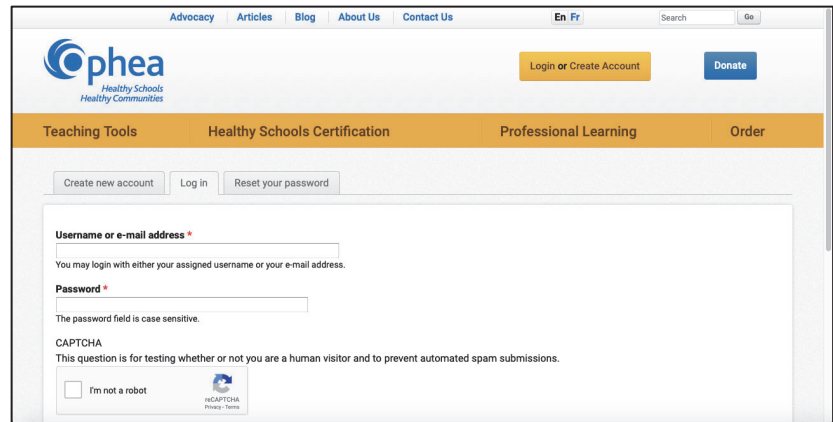 Advocacy Articles Blog About Us Contact Us En Fr Search Go
Ophea
Healthy Schools
Healthy Communities
Login or Create Account
Donate
Teaching Tools Healthy Schools Certification Professional Learning Order
Create new account Log in Reset your password
Username or e-mail address *
You may login with either your assigned username or your e-mail address.
Password *
The password field is case sensitive.
CAPTCHA
This question is for testing whether or not you are a human visitor and to prevent automated spam submissions.
I'm not a robot
reCAPTCHA
Privacy - Terms